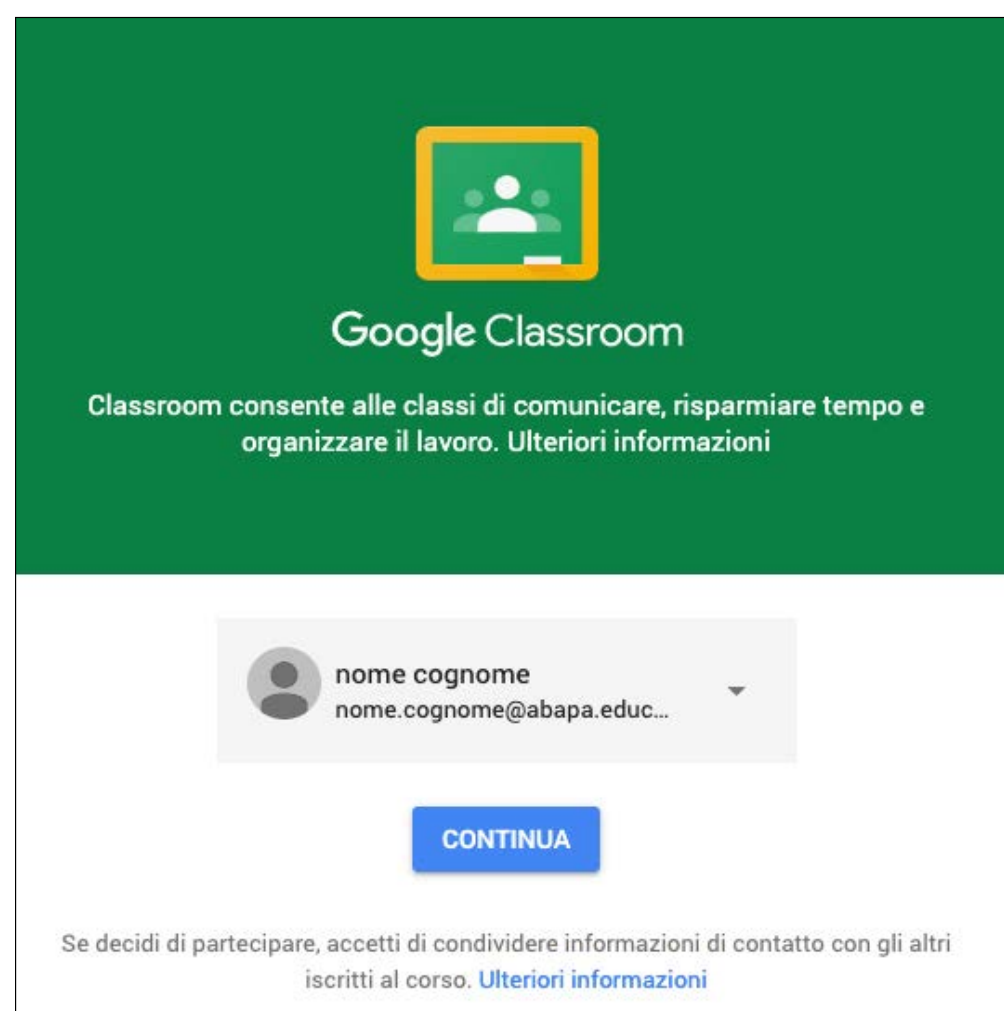 Google Classroom
Classroom consente alle classi di comunicare, risparmiare tempo e
organizzare il lavoro. Ulteriori informazioni
nome cognome
nome.cognome@abapa.educ...
CONTINUA
Se decidi di partecipare, accetti di condividere informazioni di contatto con gli altri
iscritti al corso. Ulteriori informazioni